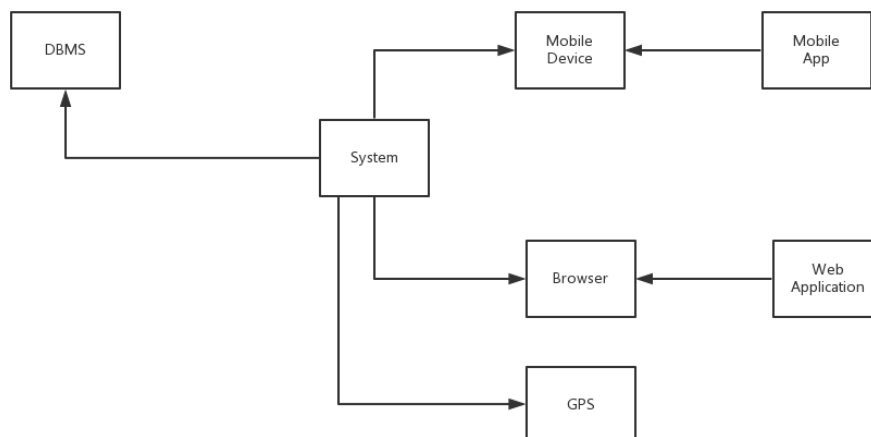 DBMS
Mobile
Device
Mobile
App
System
Browser
Web
Application
GPS